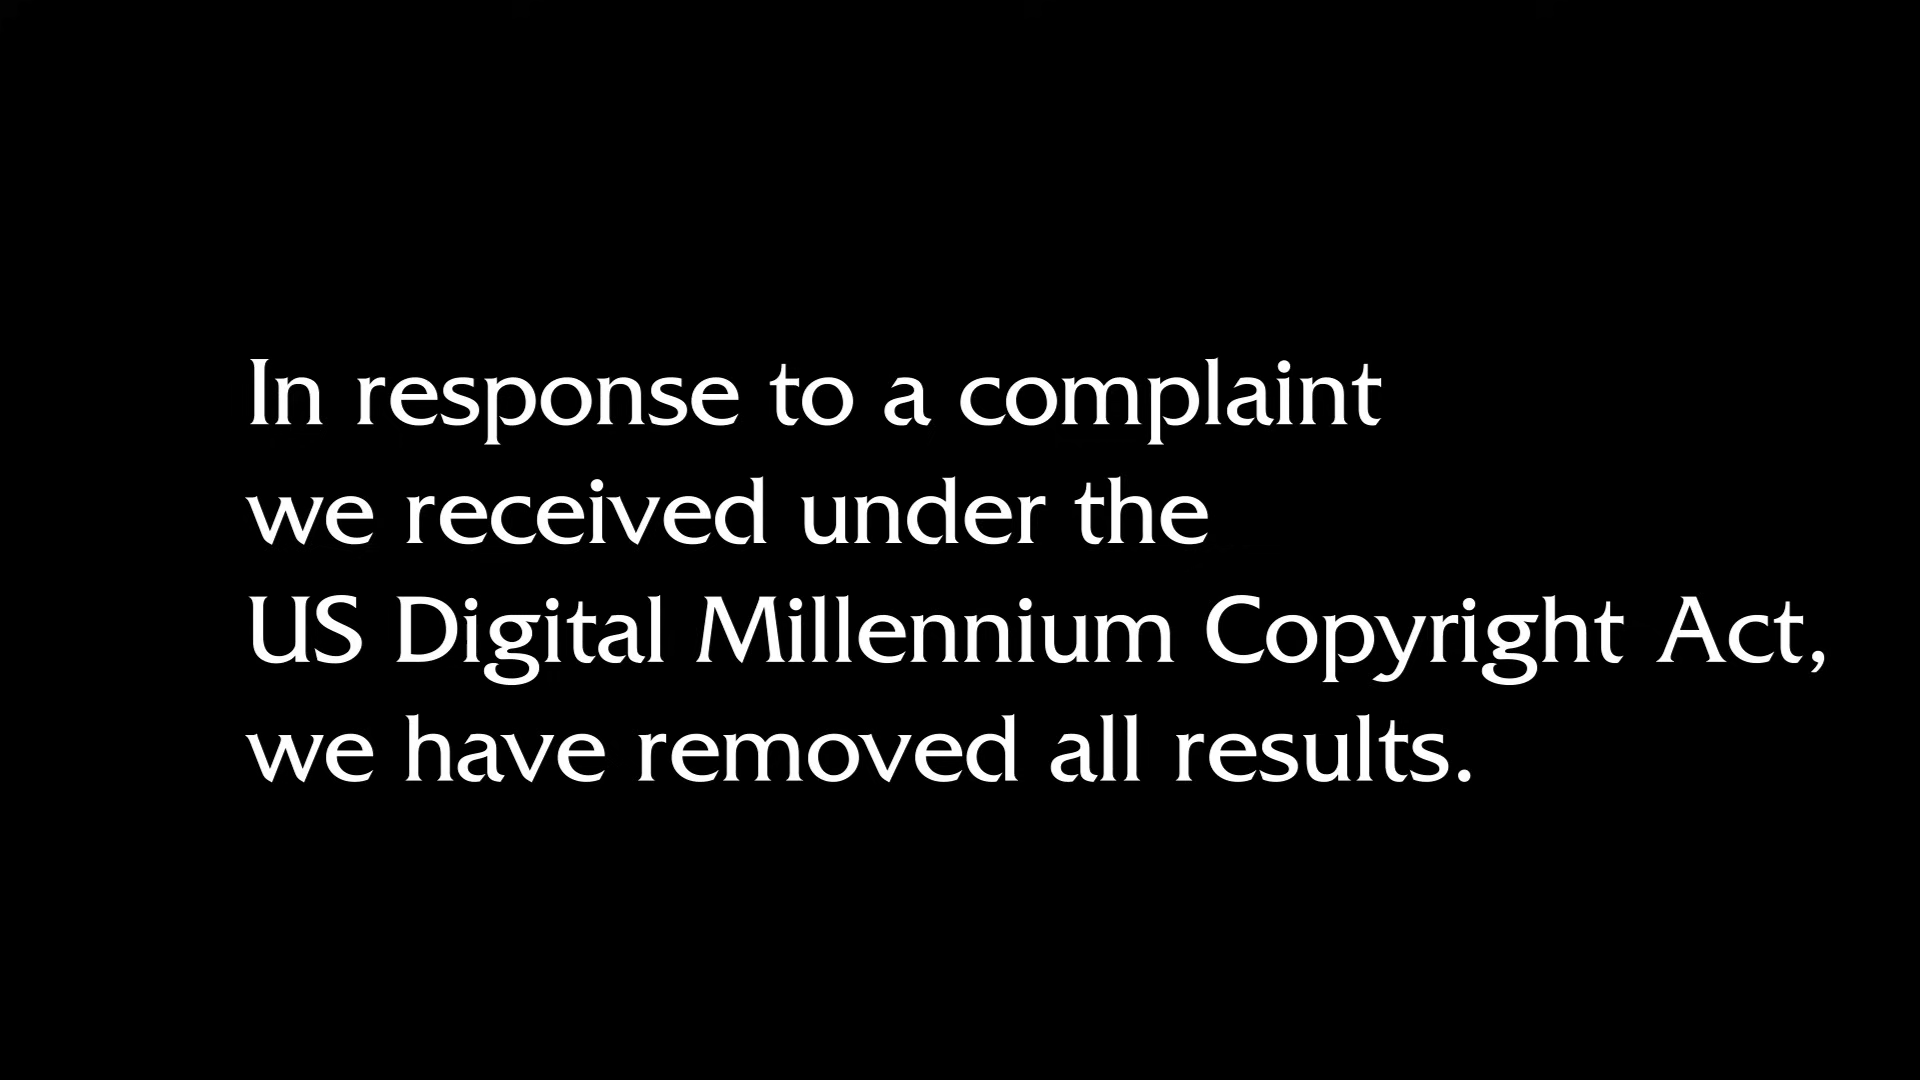 In response to a complaint
we received under the
US Digital Millennium Copyright Act,
we have removed all results.